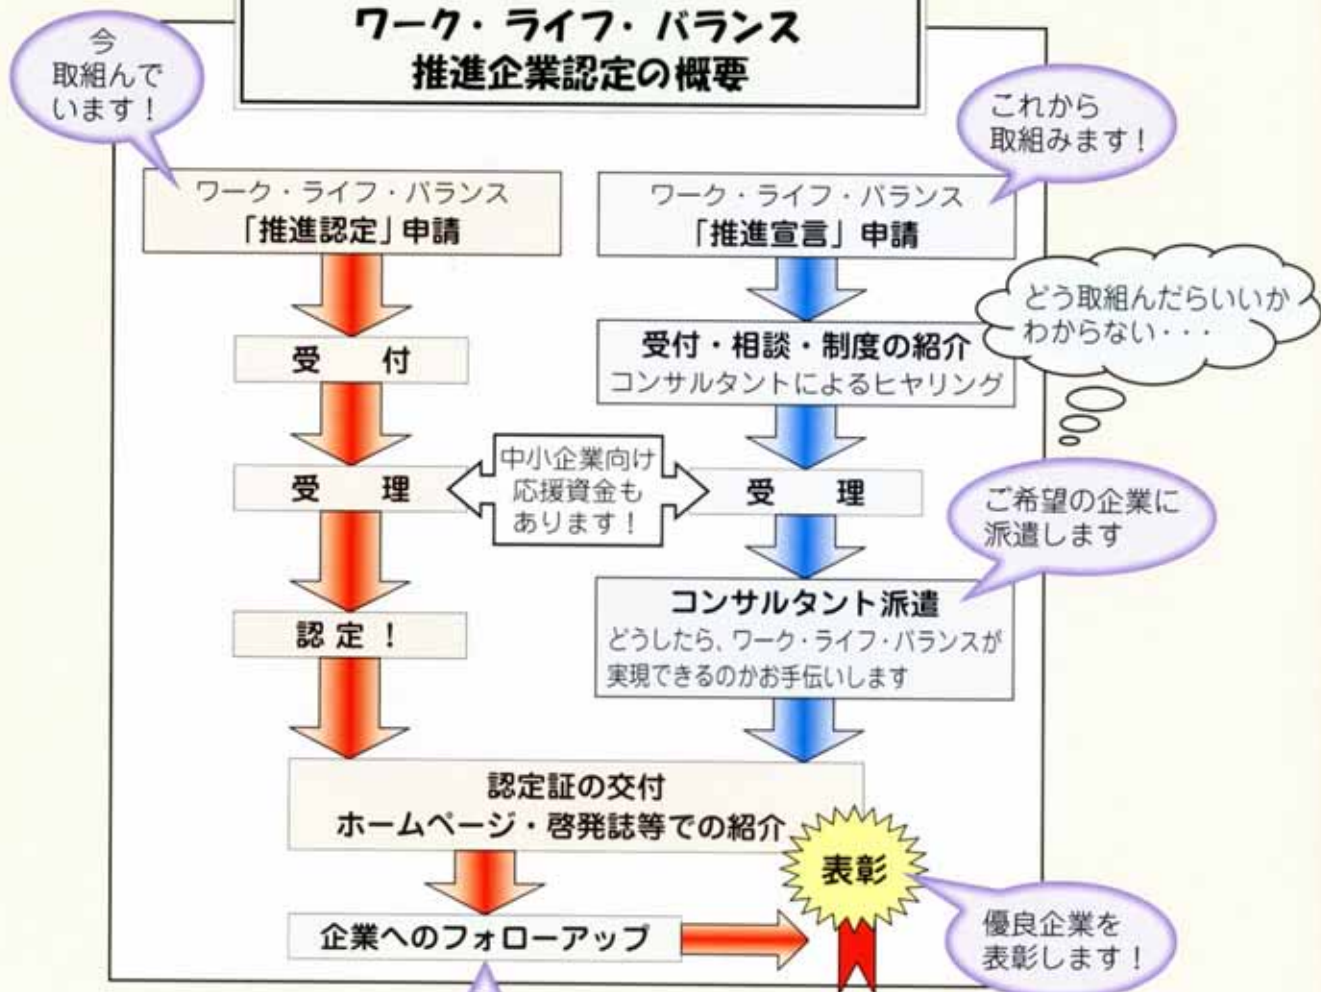 ワーク・ライフ・バランス
推進企業認定の概要
今
取組んで
います！
これから
取組みます！
ワーク・ライフ・バランス
「推進認定」申請
ワーク・ライフ・バランス
「推進宣言」申請
どう取組んだらいいか
わからない・・・
受　付
受付・相談・制度の紹介
コンサルタントによるヒヤリング
中小企業向け
応援資金も
あります！
受　理
受　理
ご希望の企業に
派遣します
コンサルタント派遣
どうしたら、ワーク・ライフ・バランスが
実現できるのかお手伝いします
認定！
認定証の交付
ホームページ・啓発誌等での紹介
表彰
企業へのフォローアップ
優良企業を
表彰します！